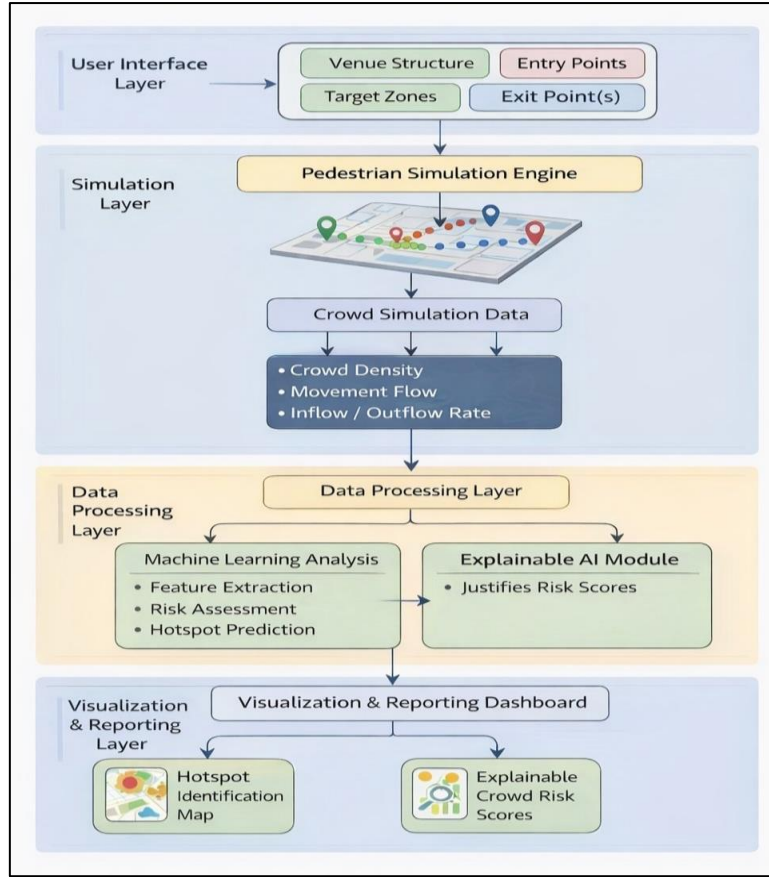 User Interface
Layer
Venue Structure
Entry Points
Target Zones
Exit Point(s)
Simulation
Layer
Pedestrian Simulation Engine
Crowd Simulation Data
• Crowd Density
• Movement Flow
• Inflow / Outflow Rate
Data
Processing
Layer
Data Processing Layer
Machine Learning Analysis
• Feature Extraction
• Risk Assessment
• Hotspot Prediction
Explainable AI Module
• Justifies Risk Scores
Visualization
& Reporting
Layer
Visualization & Reporting Dashboard
Hotspot
Identification
Map
Explainable
Crowd Risk
Scores